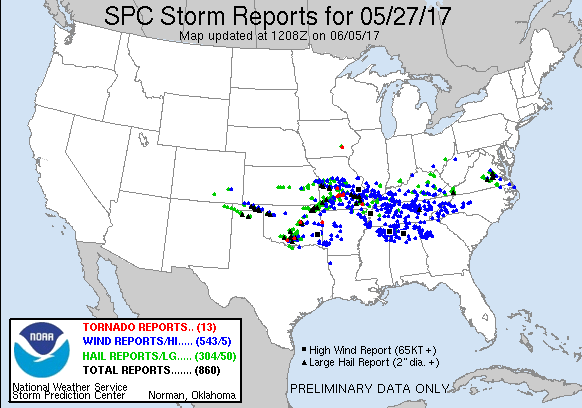 SPC Storm Reports for 05/27/17
Map updated at 1208Z on 06/05/17
NOAA
TORNADO REPORTS.. (13)
WIND REPORTS/HI..... (543/5)
HAIL REPORTS/LG..... (304/50)
TOTAL REPORTS....... (860)
National Weather Service
Storm Prediction Center Norman, Oklahoma
High Wind Report (65KT +)
Large Hail Report (2" dia. +)
PRELIMINARY DATA ONLY